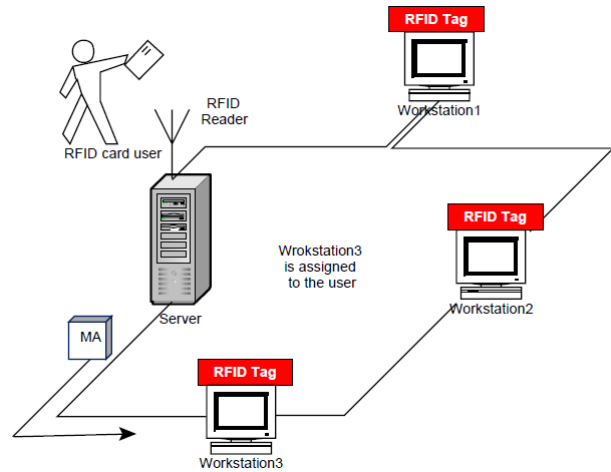 RFID Tag
Workstation1
RFID
Reader
RFID card user
RFID Tag
Workstation2
Wrokstation3
is assigned
to the user
Server
MA
RFID Tag
Workstation3